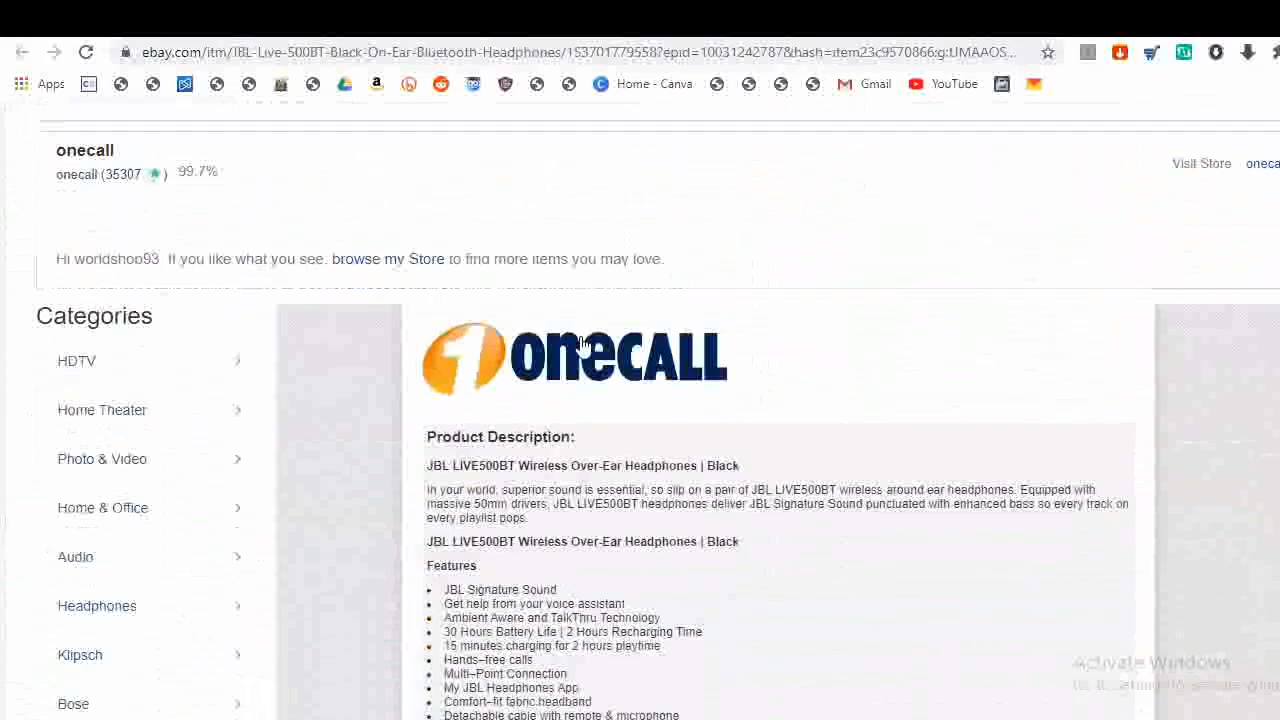 ebay.com/itm/JBL-Live-500BT-Black-On-Ear-Bluetooth-Headphones/153701779558?epid=10031242787&hash=item23c9570866:g:UMAAOS...
Apps
Home - Canva
Gmail
YouTube
onecall
onecall (35307 ) 99.7%
Visit Store oneca
Hi worldshop93 If you like what you see, browse my Store to find more items you may love.
Categories
HDTV
Home Theater
Photo & Video
Home & Office
Audio
Headphones
Klipsch
Bose
1 onecall
Product Description:
JBL LIVE500BT Wireless Over-Ear Headphones | Black
In your world, superior sound is essential, so slip on a pair of JBL LIVE500BT wireless around ear headphones. Equipped with
massive 50mm drivers, JBL LIVE500BT headphones deliver JBL Signature Sound punctuated with enhanced bass so every track on
every playlist pops.
JBL LIVE500BT Wireless Over-Ear Headphones | Black
Features
JBL Signature Sound
Get help from your voice assistant
Ambient Aware and TalkThru Technology
30 Hours Battery Life | 2 Hours Recharging Time
15 minutes charging for 2 hours playtime
Hands-free calls
Multi-Point Connection
My JBL Headphones App
Comfort-fit fabric headband
Detachable cable with remote & microphone
Activate Windows